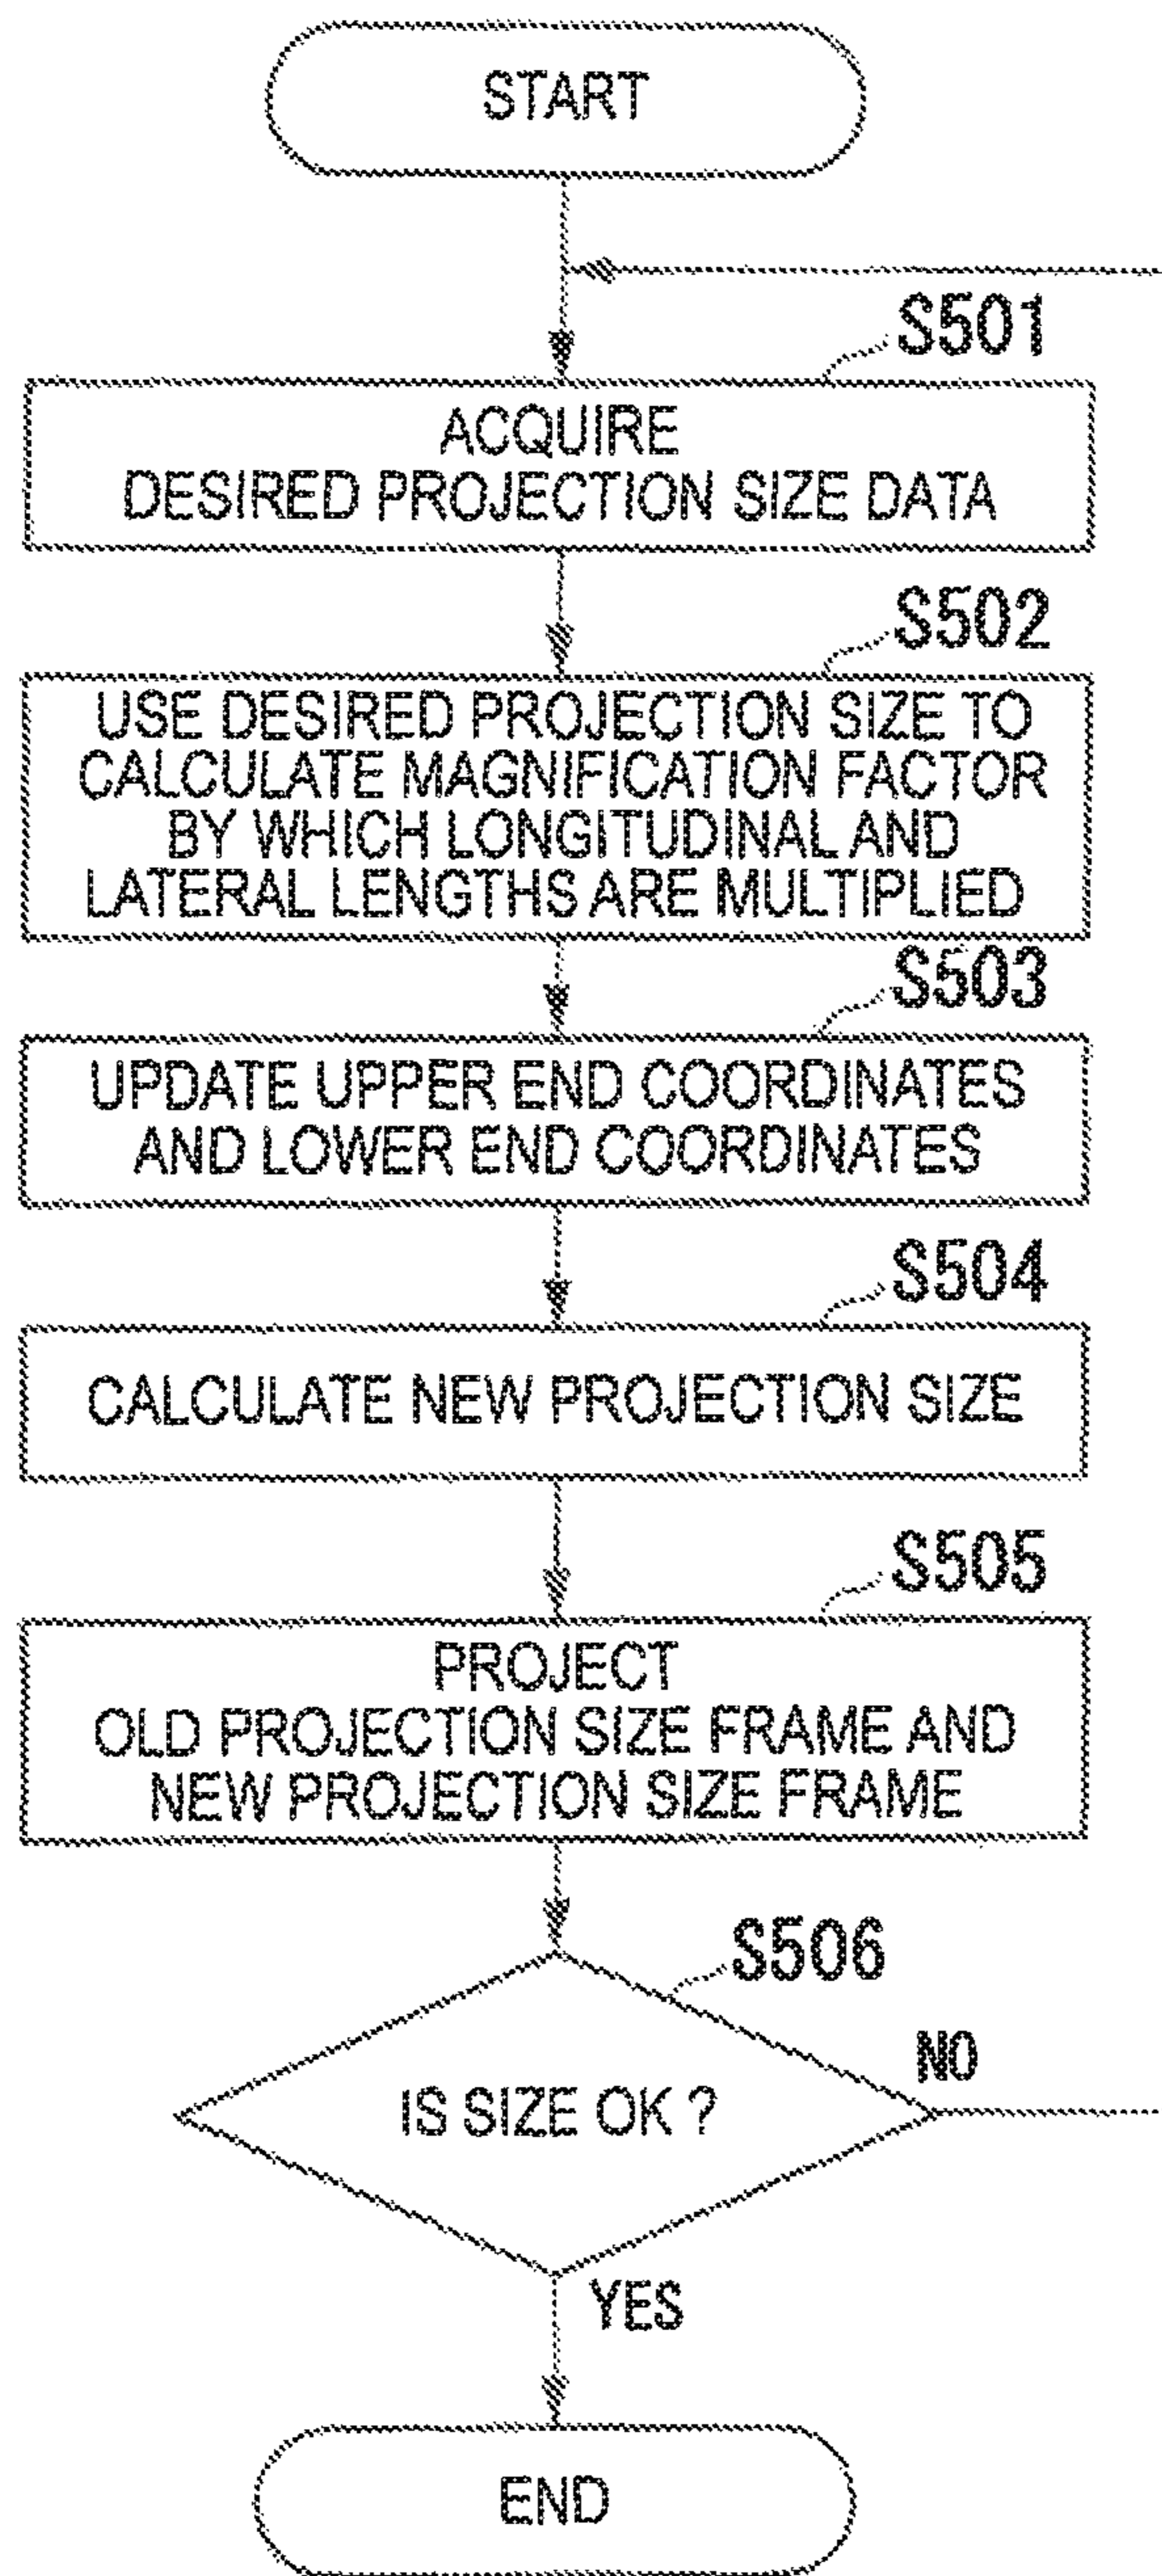 START
S501
ACQUIRE
DESIRED PROJECTION SIZE DATA
S502
USE DESIRED PROJECTION SIZE TO
CALCULATE MAGNIFICATION FACTOR
BY WHICH LONGITUDINAL AND
LATERAL LENGTHS ARE MULTIPLIED
S503
UPDATE UPPER END COORDINATES
AND LOWER END COORDINATES
S504
CALCULATE NEW PROJECTION SIZE
S505
PROJECT
OLD PROJECTION SIZE FRAME AND
NEW PROJECTION SIZE FRAME
S506
NO
IS SIZE OK ?
YES
END